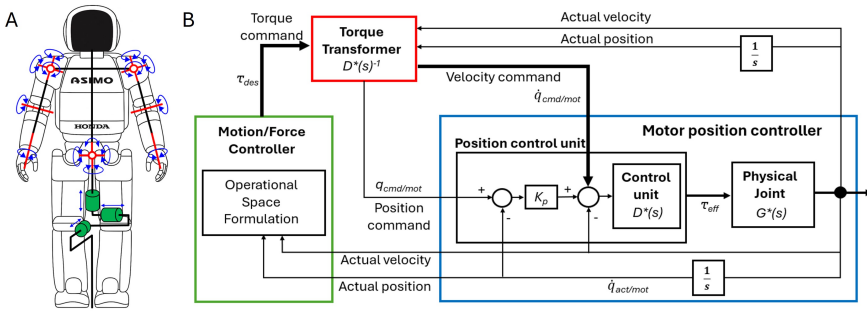 A
ASIMO
HONDA
B
Torque
command
τdes
Torque
Transformer
D*(s)-1
Actual velocity
Actual position
1
s
Velocity command
q̇cmd/mot
Motion/Force
Controller
Operational
Space
Formulation
qcmd/mot
Position
command
Motor position controller
Position control unit
+
-
Kp
+
-
Control
unit
D*(s)
τeff
Physical
Joint
G*(s)
Actual velocity
Actual position
q̇act/mot
1
s